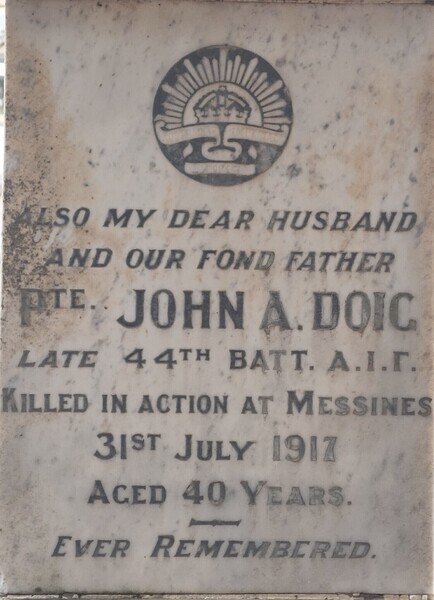 ALSO MY DEAR HUSBAND,
AND OUR FOND FATHER
PTE. JOHN A. DOIG
LATE 44TH BATT. A.I.F.
KILLED IN ACTION AT MESSINES
31ST JULY 1917
AGED 40 YEARS.
EVER REMEMBERED.